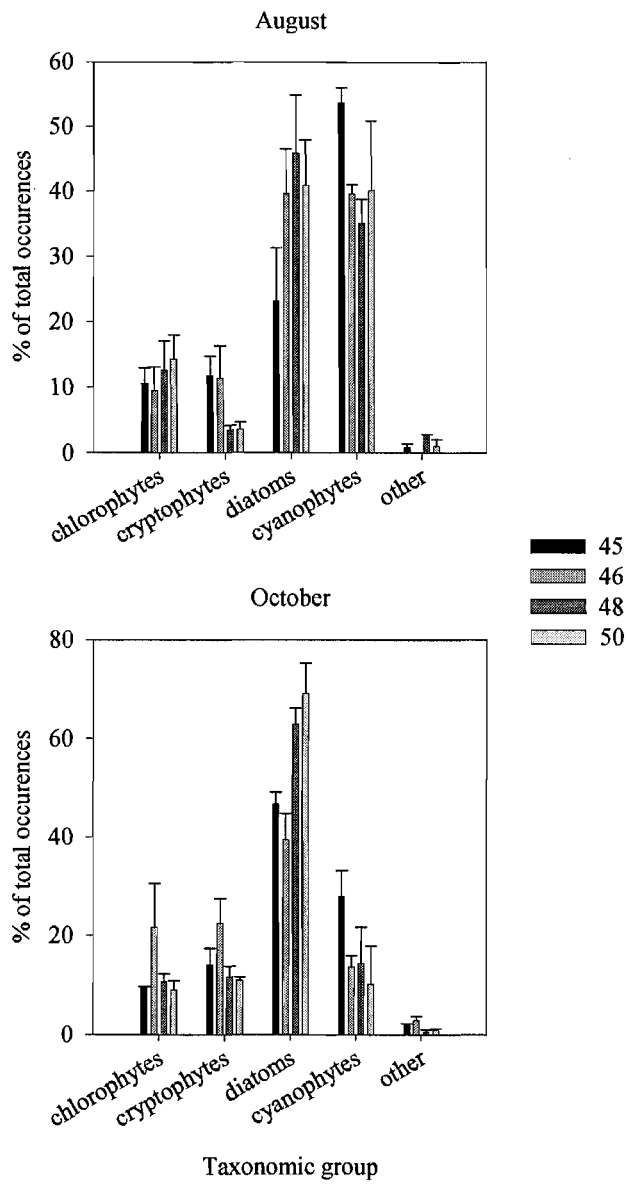 August
60
50
40
30
20
10
0
% of total occurences
chlorophytes
cryptophytes
diatoms
cyanophytes
other
45
46
48
50
October
80
60
40
20
0
% of total occurences
chlorophytes
cryptophytes
diatoms
cyanophytes
other
Taxonomic group